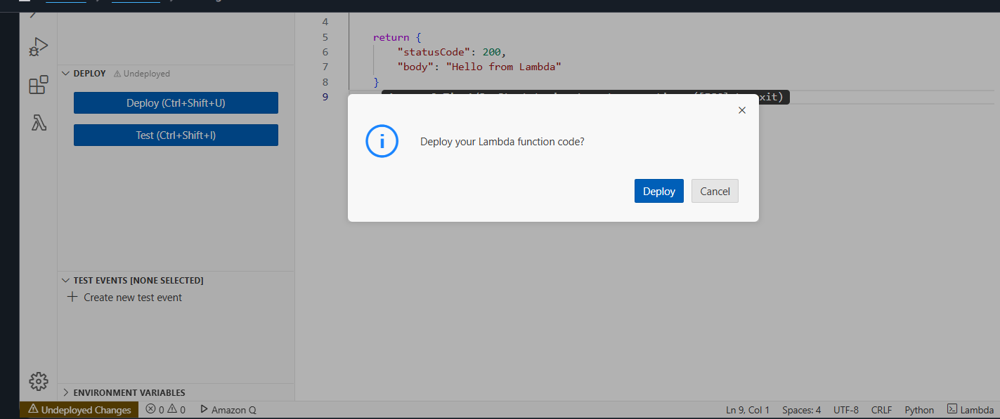 DEPLOY Undeployed
Deploy (Ctrl+Shift+U)
Test (Ctrl+Shift+I)
TEST EVENTS [NONE SELECTED]
Create new test event
ENVIRONMENT VARIABLES
4
5 return {
6 "statusCode": 200,
7 "body": "Hello from Lambda"
8 }
9
xit)
Deploy your Lambda function code?
Deploy Cancel
Undeployed Changes 0 0 Amazon Q Ln 9, Col 1 Spaces: 4 UTF-8 CRLF Python Lambda